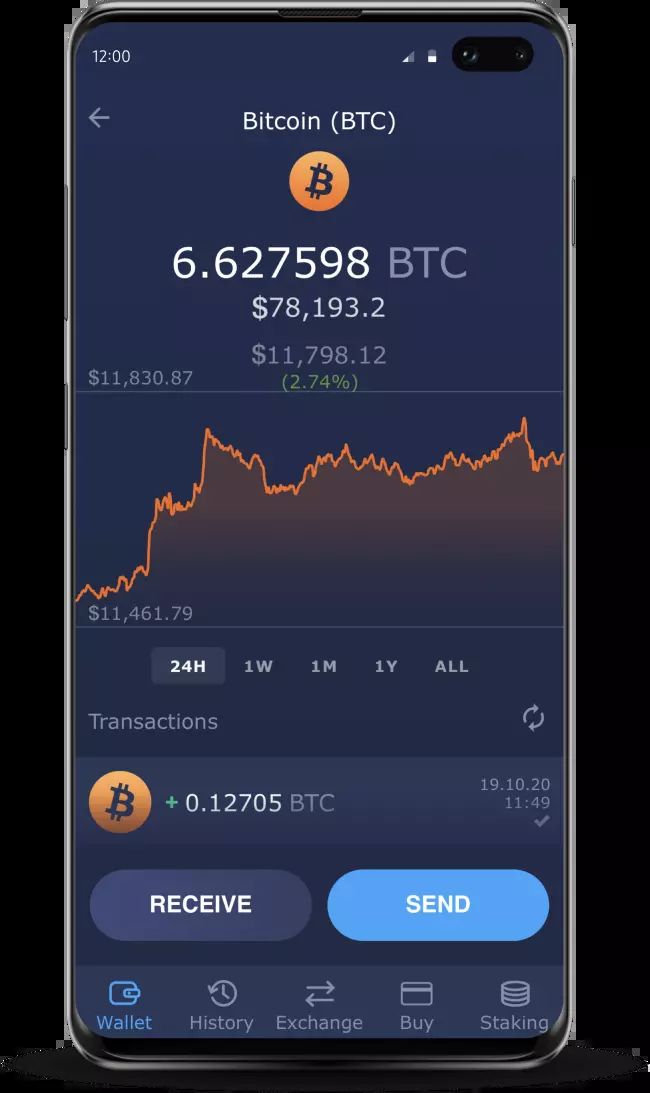 12:00
Bitcoin (BTC)
6.627598 BTC
$78,193.2
$11,798.12
$11,830.87
(2.74%)
$11,461.79
24H 1W 1M 1Y ALL
Transactions
+ 0.12705 BTC
19.10.20
11:49
RECEIVE SEND
Wallet History Exchange Buy Staking